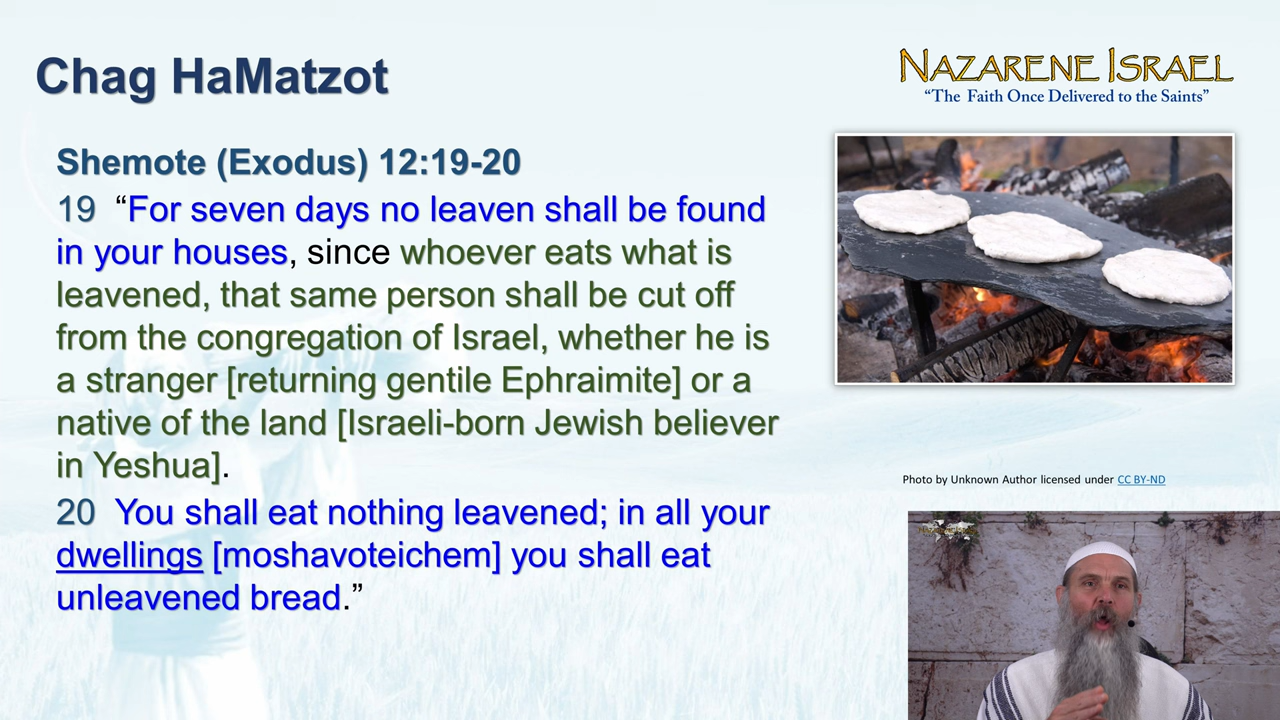 Chag HaMatzot
NAZARENE ISRAEL
“The Faith Once Delivered to the Saints”
Shemote (Exodus) 12:19-20
19 “For seven days no leaven shall be found
in your houses, since whoever eats what is
leavened, that same person shall be cut off
from the congregation of Israel, whether he is
a stranger [returning gentile Ephraimite] or a
native of the land [Israeli-born Jewish believer
in Yeshua].
20 You shall eat nothing leavened; in all your
dwellings [moshavoteichem] you shall eat
unleavened bread.”
Photo by Unknown Author licensed under CC BY-ND